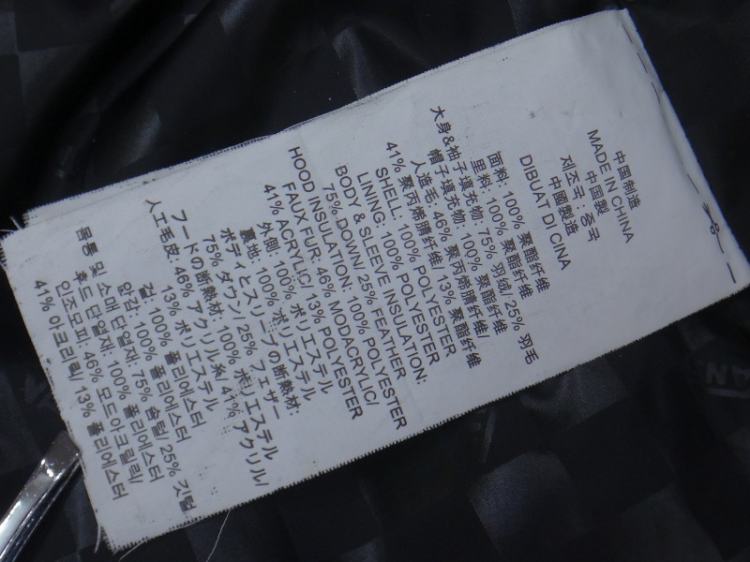 中国制造
MADE IN CHINA
中国製
제조국: 중국
中國製造
DIBUAT DI CINA
面料: 100% 聚酯纤维
里料: 100% 聚酯纤维
大身&袖子填充物: 75% 羽绒/ 25% 羽毛
帽子填充物: 100% 聚酯纤维
人造毛: 46% 聚丙烯腈纤维/
41% 聚丙烯腈纤维/ 13% 聚酯纤维
SHELL: 100% POLYESTER
LINING: 100% POLYESTER
BODY & SLEEVE INSULATION:
75% DOWN/ 25% FEATHER
HOOD INSULATION: 100% POLYESTER
FAUX FUR: 46% MODACRYLIC/
41% ACRYLIC/ 13% POLYESTER
外側: 100% ポリエステル
裏地: 100% ポリエステル
ボディとスリーブの断熱材:
75% ダウン/ 25% フェザー
フードの断熱材: 100% ポリエステル
人工毛皮: 46% アクリル系/ 41% アクリル/
13% ポリエステル
겉감: 100% 폴리에스터
안감: 100% 폴리에스터
몸통 및 소매 단열재: 75% 솜털/ 25% 깃털
후드 단열재: 100% 폴리에스터
인조모피: 46% 모드아크릴릭/
41% 아크릴릭/ 13% 폴리에스터